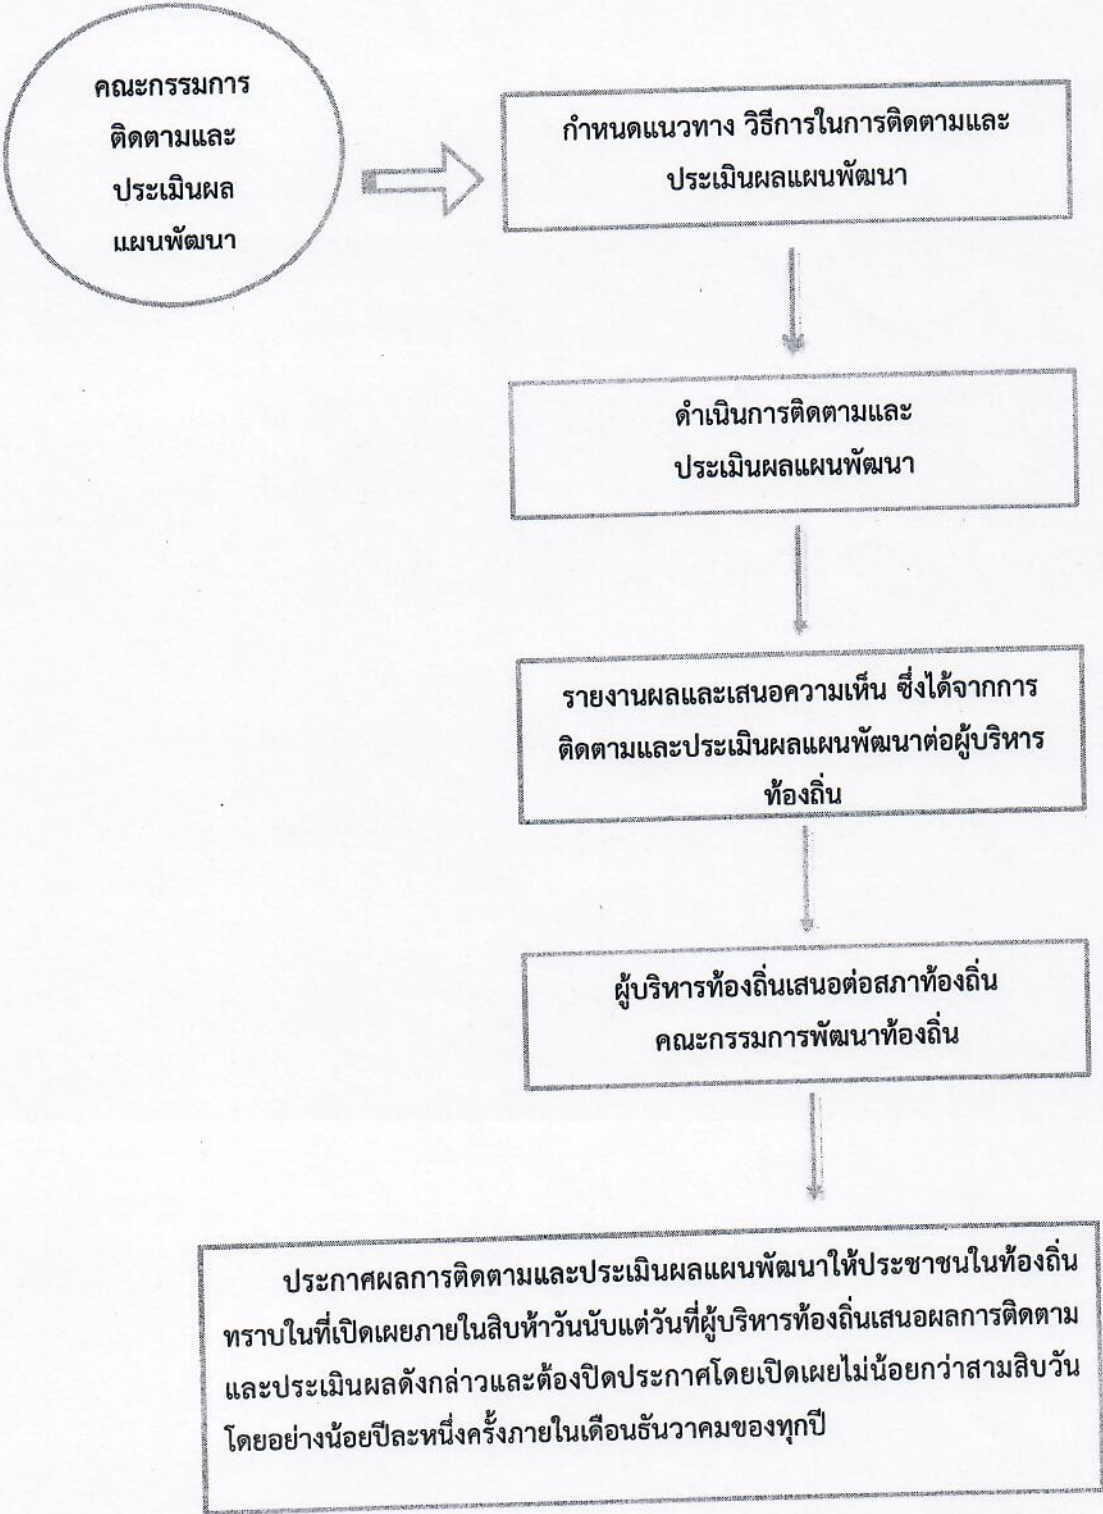 คณะกรรมการ
ติดตามและ
ประเมินผล
แผนพัฒนา
กำหนดแนวทาง วิธีการในการติดตามและ
ประเมินผลแผนพัฒนา
ดำเนินการติดตามและ
ประเมินผลแผนพัฒนา
รายงานผลและเสนอความเห็น ซึ่งได้จากการ
ติดตามและประเมินผลแผนพัฒนาต่อผู้บริหาร
ท้องถิ่น
ผู้บริหารท้องถิ่นเสนอต่อสภาท้องถิ่น
คณะกรรมการพัฒนาท้องถิ่น
ประกาศผลการติดตามและประเมินผลแผนพัฒนาให้ประชาชนในท้องถิ่น
ทราบในที่เปิดเผยภายในสิบห้าวันนับแต่วันที่ผู้บริหารท้องถิ่นเสนอผลการติดตาม
และประเมินผลดังกล่าวและต้องปิดประกาศโดยเปิดเผยไม่น้อยกว่าสามสิบวัน
โดยอย่างน้อยปีละหนึ่งครั้งภายในเดือนธันวาคมของทุกปี